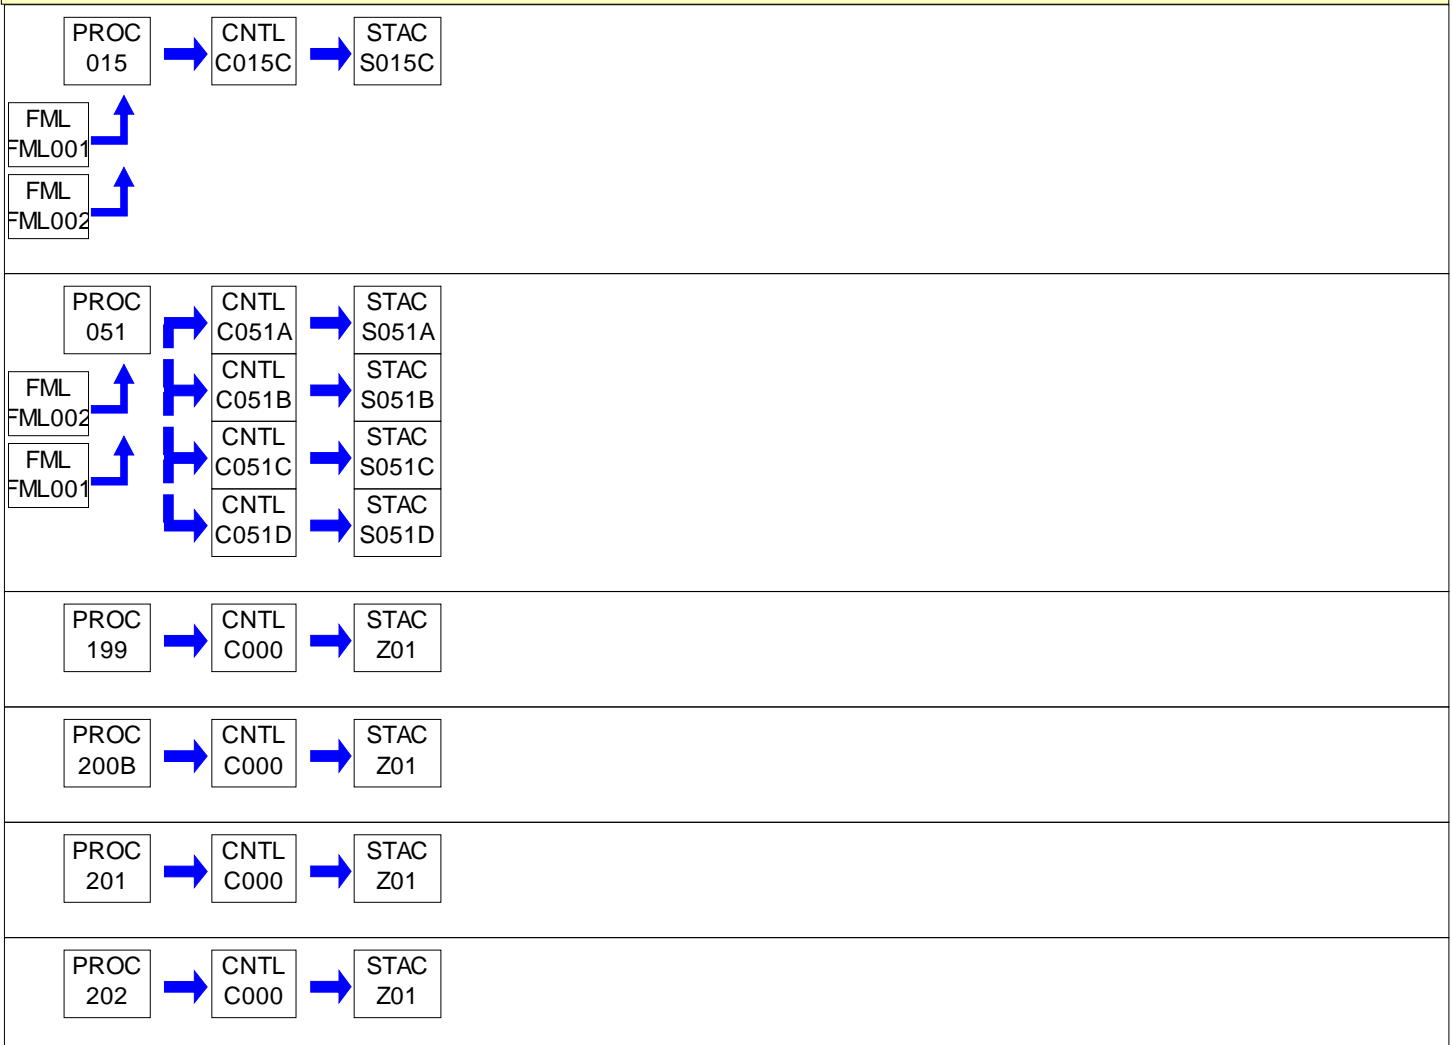 PROC
015
CNTL
C015C
STAC
S015C
FML
FML001
FML
FML002
PROC
051
CNTL
C051A
STAC
S051A
CNTL
C051B
STAC
S051B
CNTL
C051C
STAC
S051C
CNTL
C051D
STAC
S051D
FML
FML002
FML
FML001
PROC
199
CNTL
C000
STAC
Z01
PROC
200B
CNTL
C000
STAC
Z01
PROC
201
CNTL
C000
STAC
Z01
PROC
202
CNTL
C000
STAC
Z01